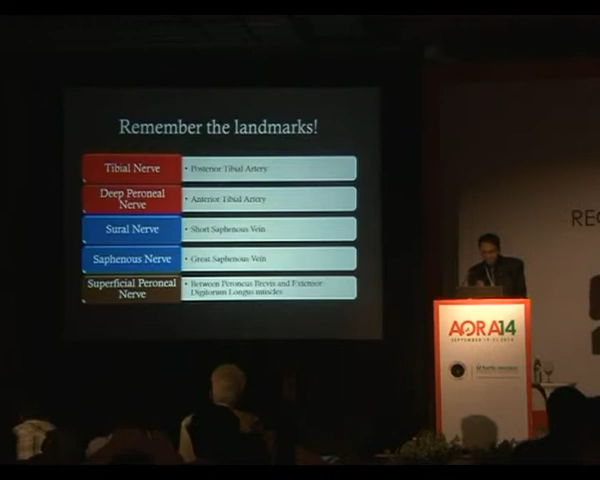 Remember the landmarks!
Tibial Nerve
• Posterior Tibial Artery
Deep Peroneal
Nerve
• Anterior Tibial Artery
Sural Nerve
• Short Saphenous Vein
Saphenous Nerve
• Great Saphenous Vein
Superficial Peroneal
Nerve
• Between Peroneus Brevis and Extensor
Digitorum Longus muscles
REG
AORA14